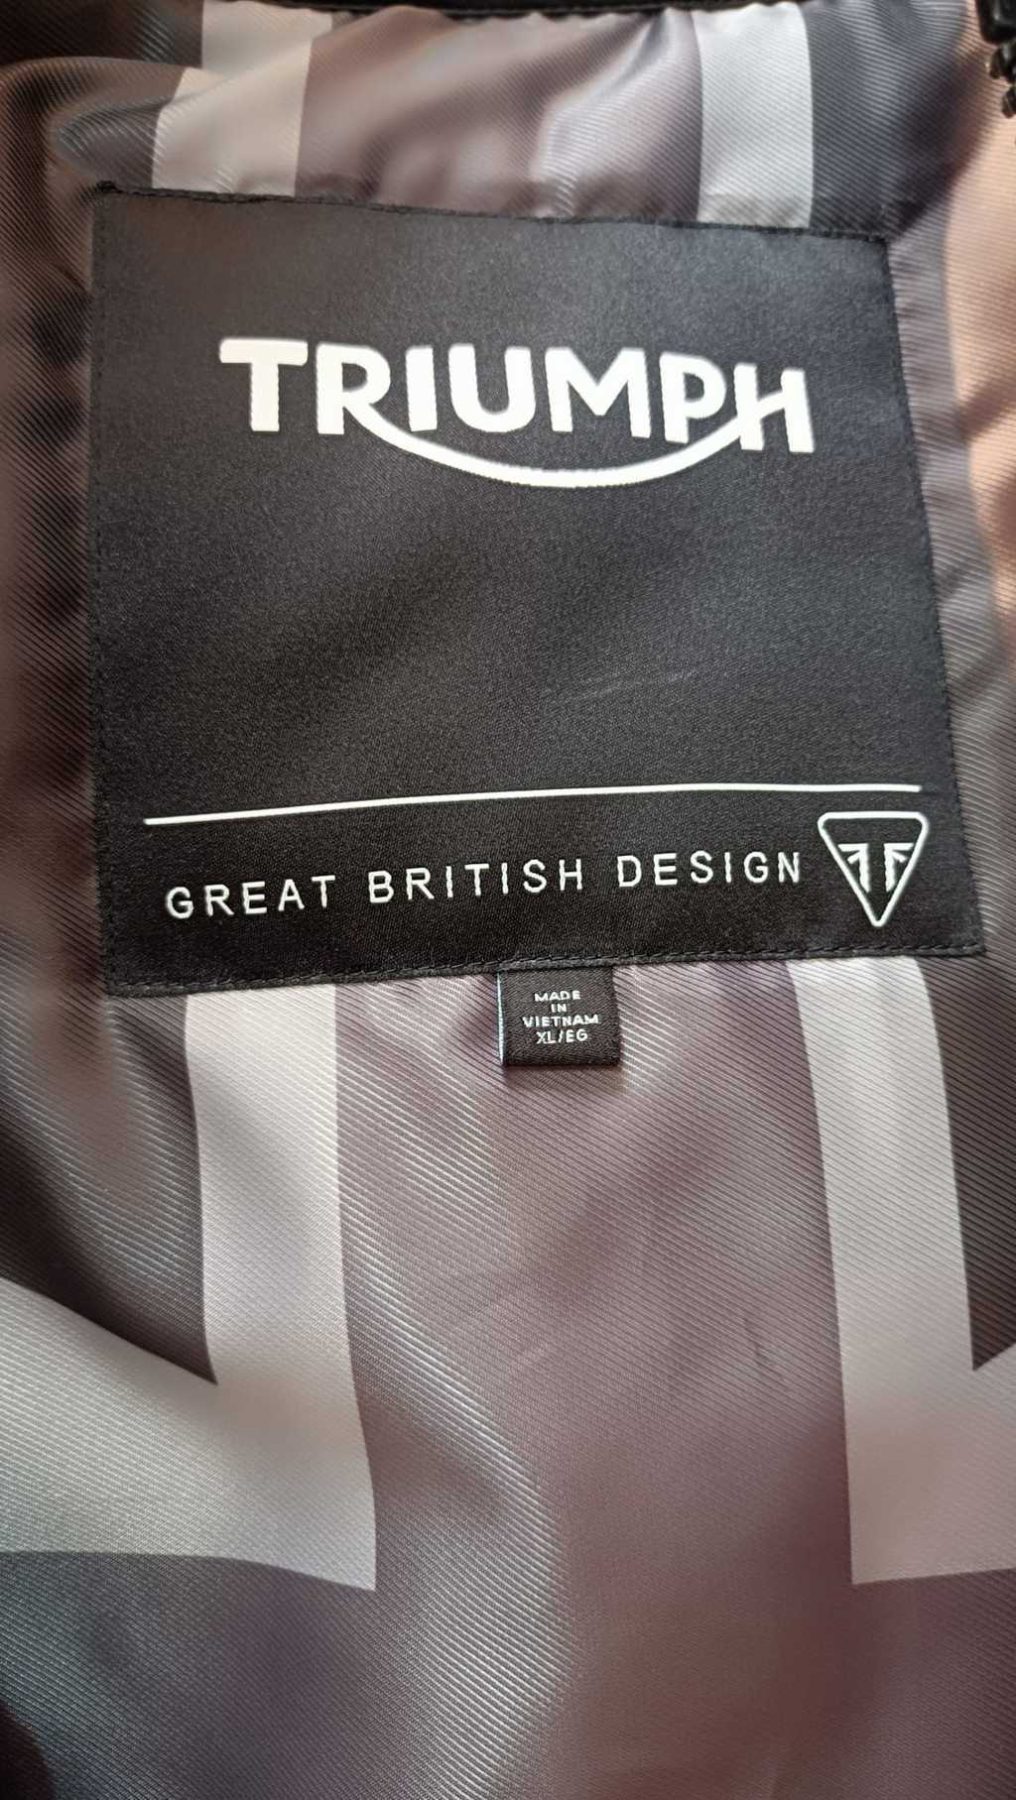 TRIUMPH
GREAT BRITISH DESIGN
MADE
IN
VIETNAM
XL/EG